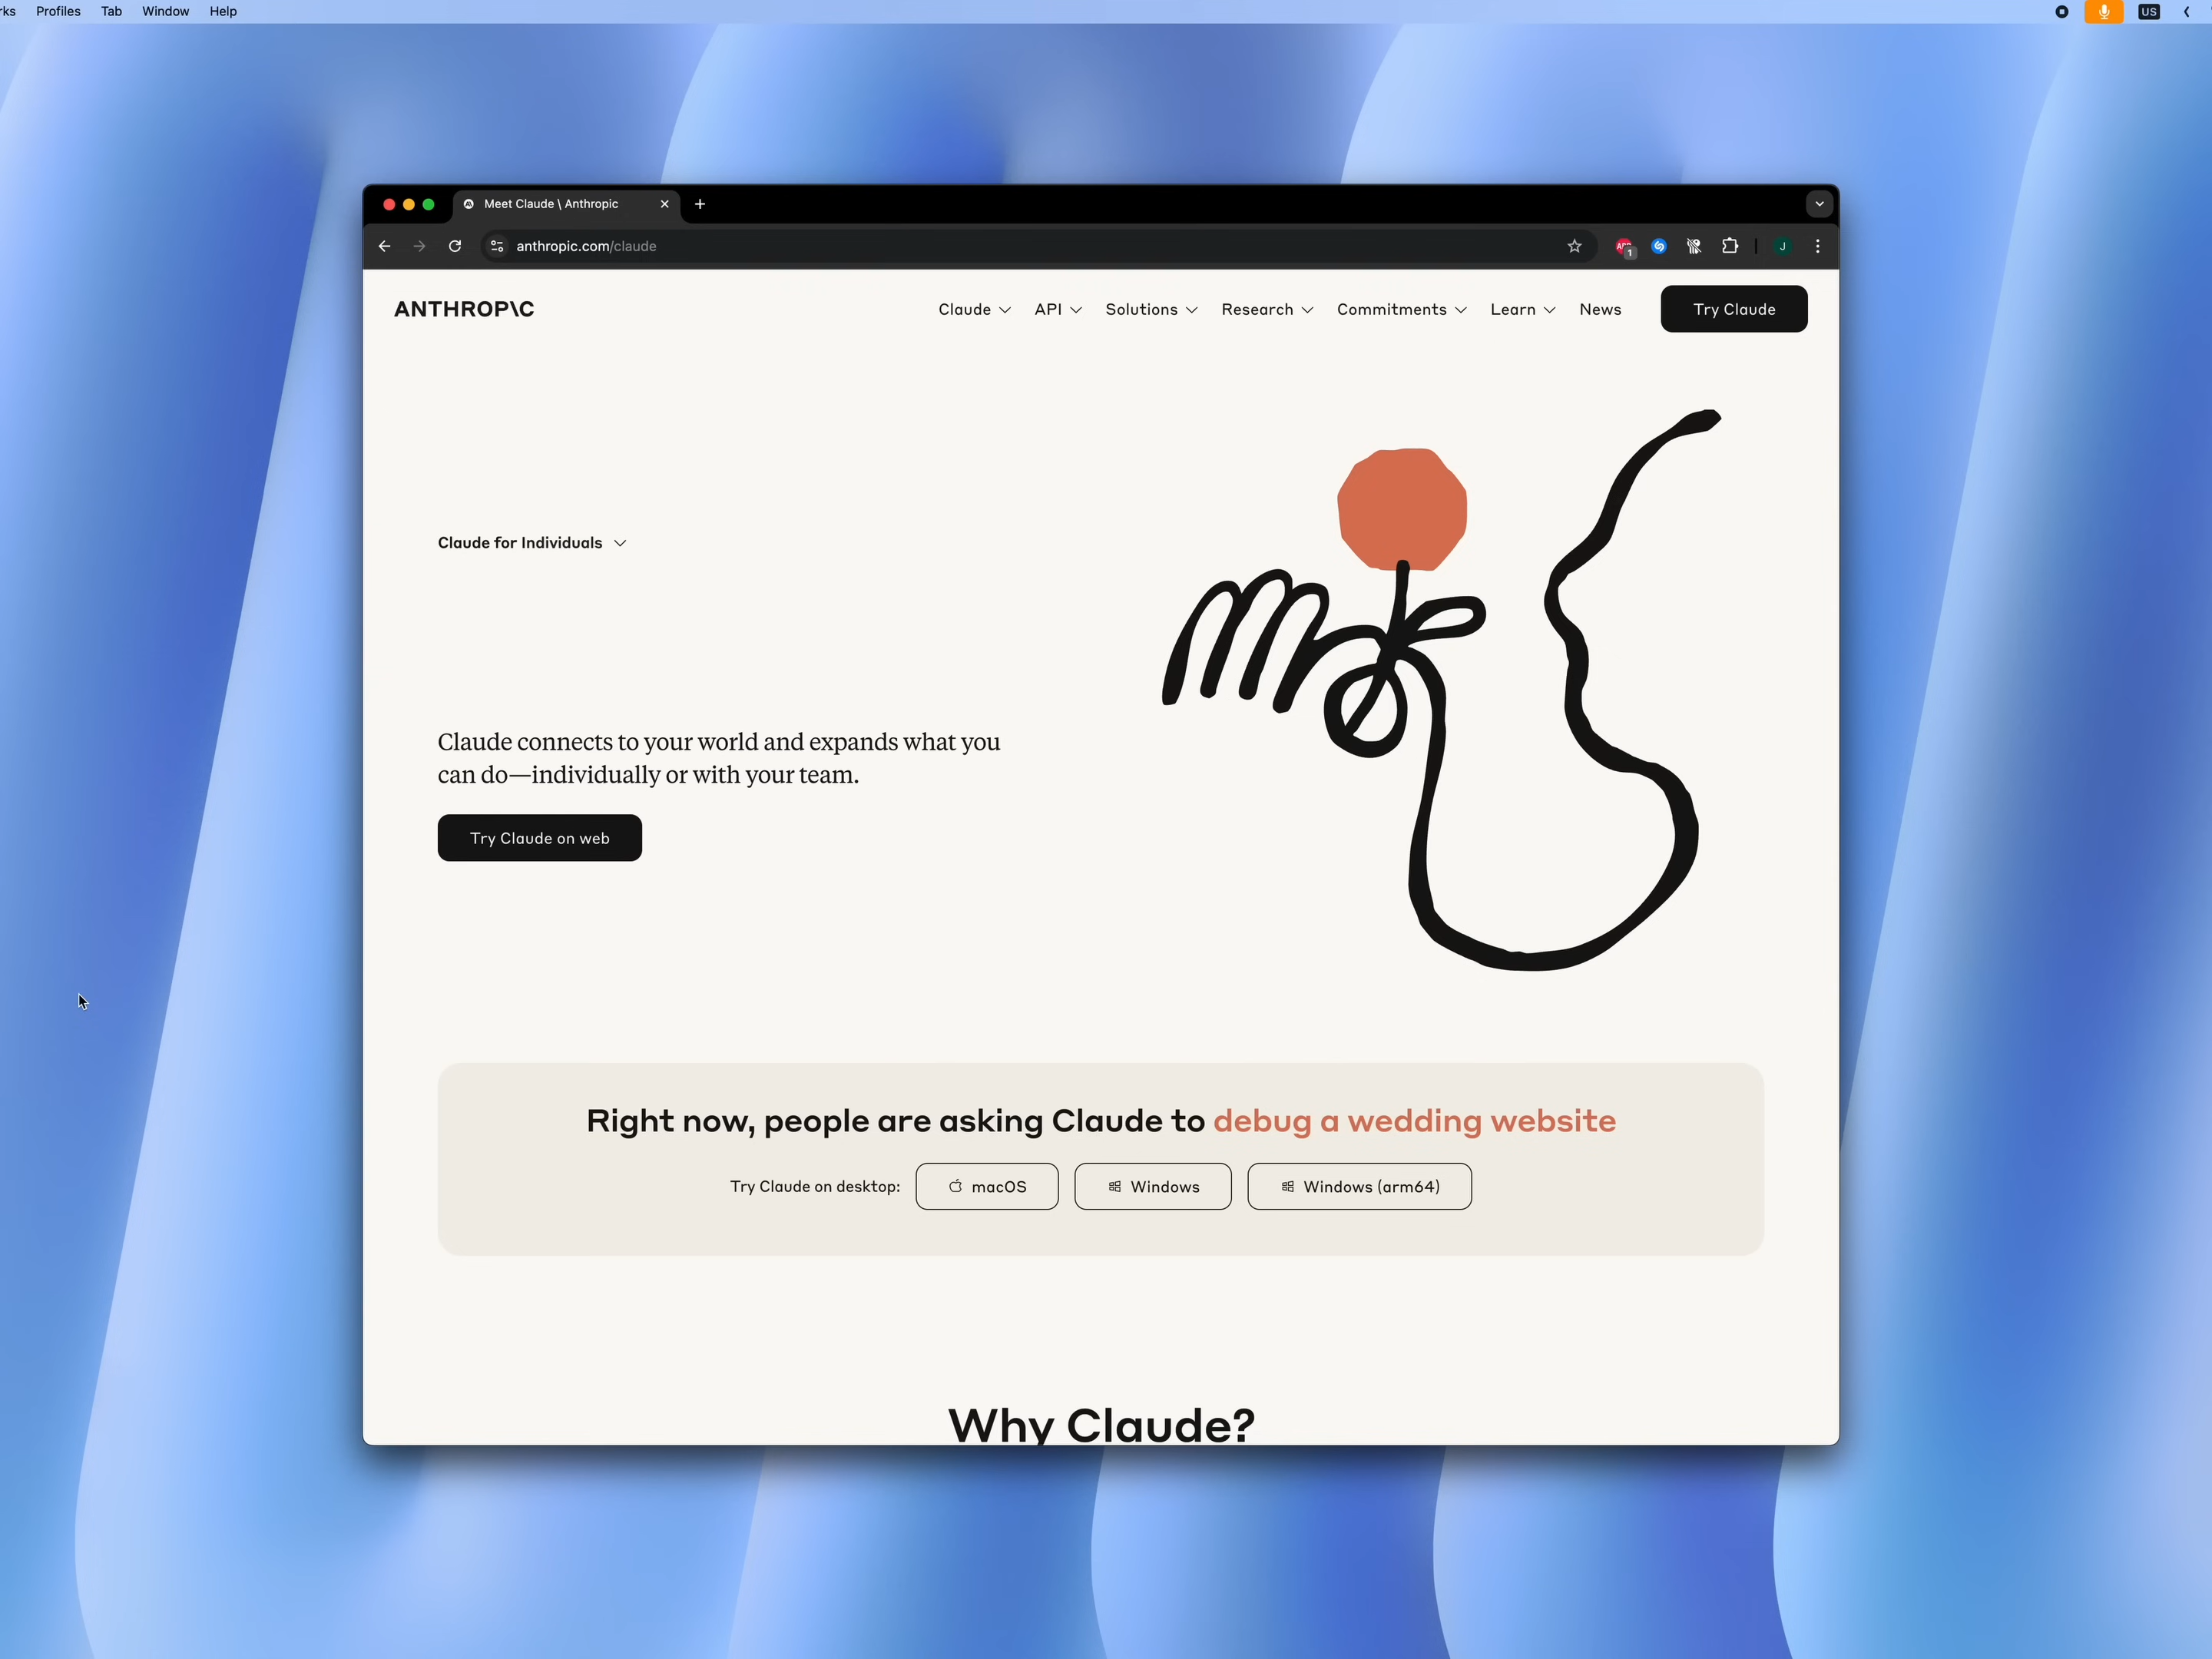 rks Profiles Tab Window Help US
Meet Claude \ Anthropic
anthropic.com/claude
1 J
ANTHROP\C
Claude API Solutions Research Commitments Learn News Try Claude
Claude for Individuals
Claude connects to your world and expands what you
can do—individually or with your team.
Try Claude on web
Right now, people are asking Claude to debug a wedding website
Try Claude on desktop: macOS Windows Windows (arm64)
Why Claude?